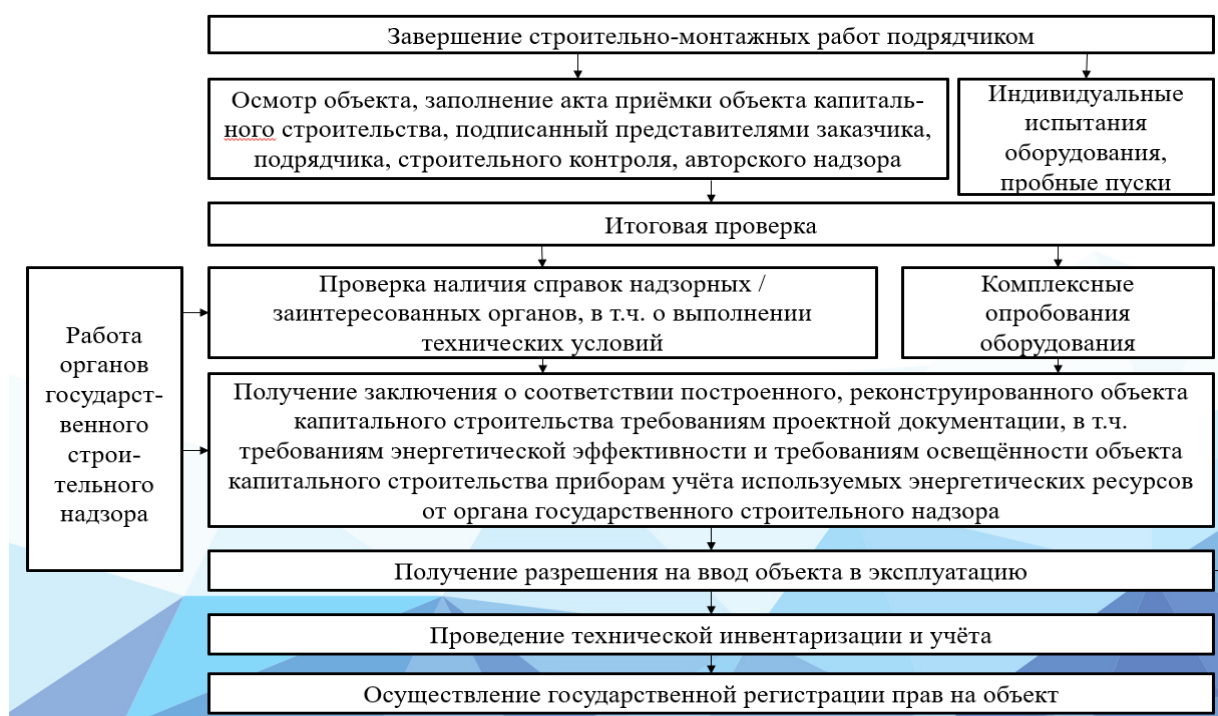 Завершение строительно-монтажных работ подрядчиком
Осмотр объекта, заполнение акта приёмки объекта капиталь-
ного строительства, подписанный представителями заказчика,
подрядчика, строительного контроля, авторского надзора
Индивидуальные
испытания
оборудования,
пробные пуски
Итоговая проверка
Работа
органов
государст-
венного
строи-
тельного
надзора
Проверка наличия справок надзорных /
заинтересованных органов, в т.ч. о выполнении
технических условий
Комплексные
опробования
оборудования
Получение заключения о соответствии построенного, реконструированного объекта
капитального строительства требованиям проектной документации, в т.ч.
требованиям энергетической эффективности и требованиям освещённости объекта
капитального строительства приборам учёта используемых энергетических ресурсов
от органа государственного строительного надзора
Получение разрешения на ввод объекта в эксплуатацию
Проведение технической инвентаризации и учёта
Осуществление государственной регистрации прав на объект